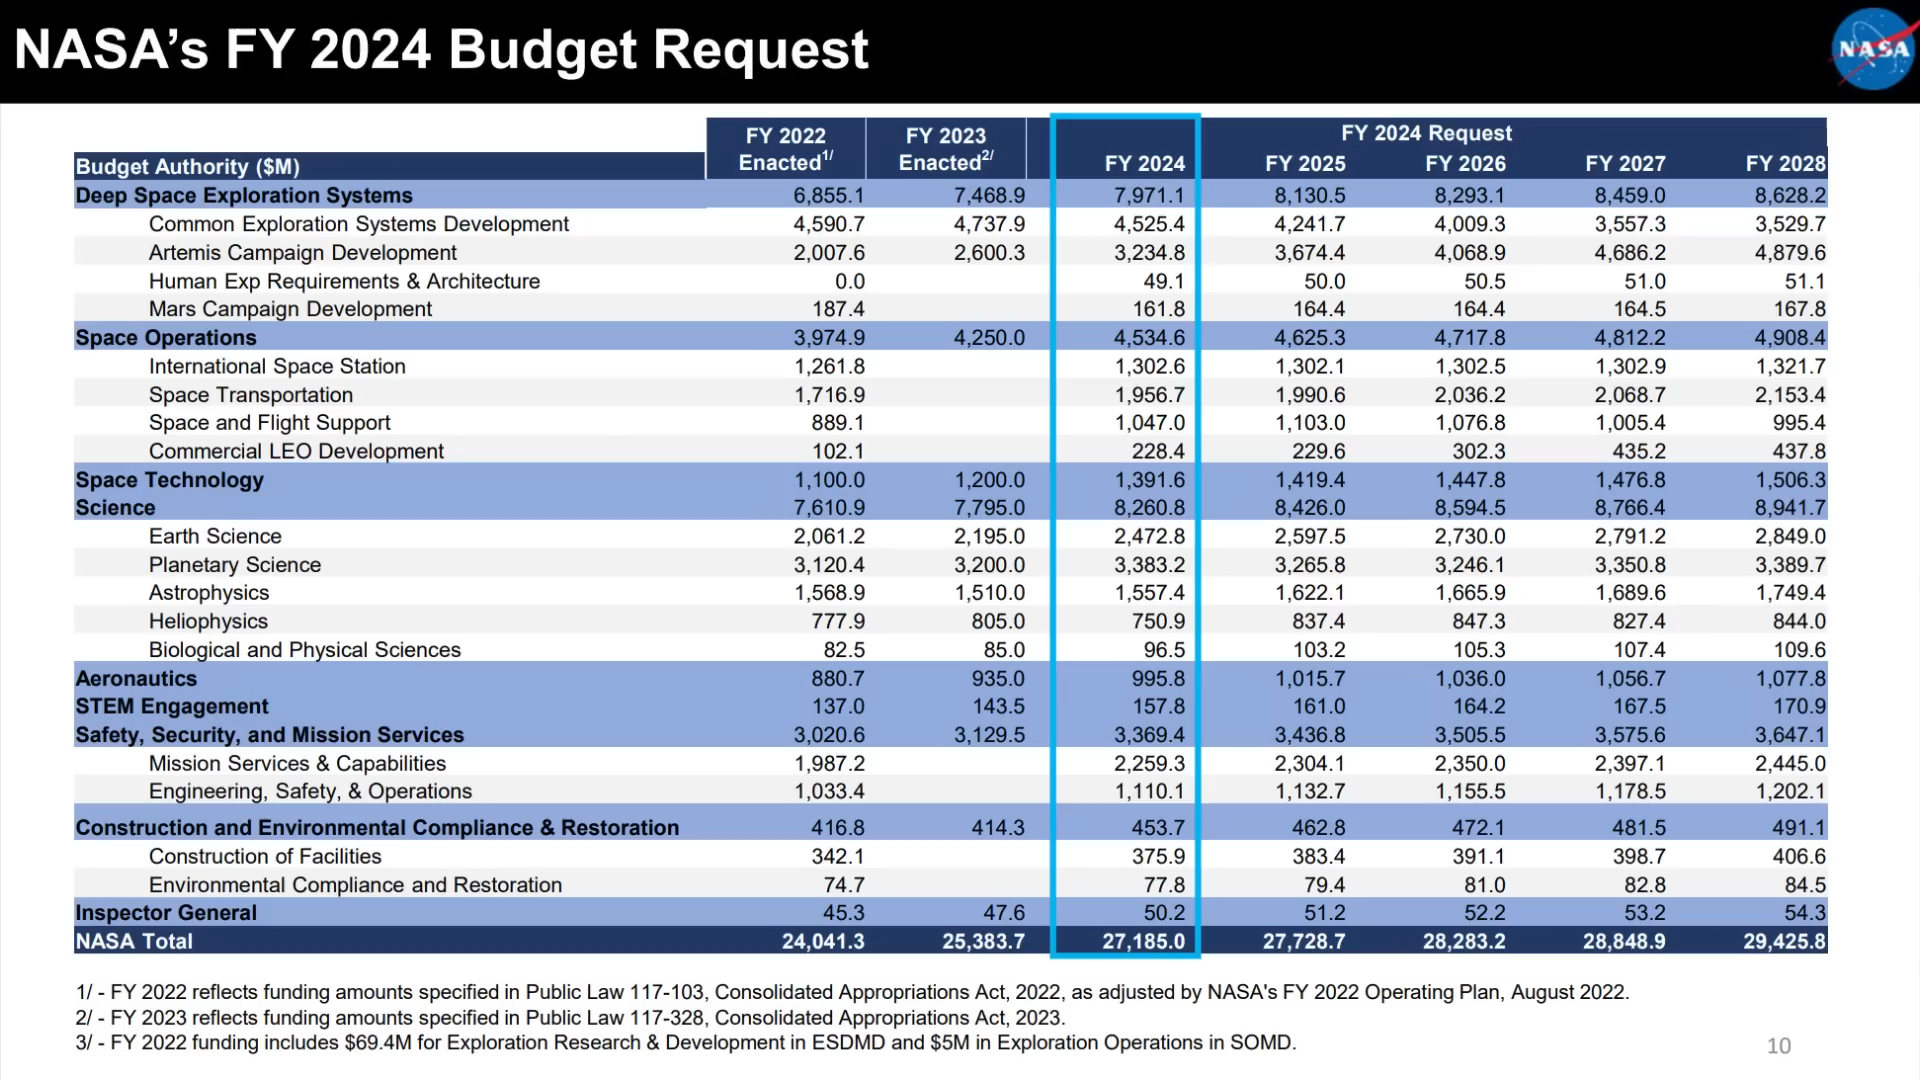 NASA's FY 2024 Budget Request
NASA
FY 2022 FY 2023 FY 2024 Request
Budget Authority ($M) Enacted1/ Enacted2/ FY 2024 FY 2025 FY 2026 FY 2027 FY 2028
Deep Space Exploration Systems 6,855.1 7,468.9 7,971.1 8,130.5 8,293.1 8,459.0 8,628.2
Common Exploration Systems Development 4,590.7 4,737.9 4,525.4 4,241.7 4,009.3 3,557.3 3,529.7
Artemis Campaign Development 2,007.6 2,600.3 3,234.8 3,674.4 4,068.9 4,686.2 4,879.6
Human Exp Requirements & Architecture 0.0 49.1 50.0 50.5 51.0 51.1
Mars Campaign Development 187.4 161.8 164.4 164.4 164.5 167.8
Space Operations 3,974.9 4,250.0 4,534.6 4,625.3 4,717.8 4,812.2 4,908.4
International Space Station 1,261.8 1,302.6 1,302.1 1,302.5 1,302.9 1,321.7
Space Transportation 1,716.9 1,956.7 1,990.6 2,036.2 2,068.7 2,153.4
Space and Flight Support 889.1 1,047.0 1,103.0 1,076.8 1,005.4 995.4
Commercial LEO Development 102.1 228.4 229.6 302.3 435.2 437.8
Space Technology 1,100.0 1,200.0 1,391.6 1,419.4 1,447.8 1,476.8 1,506.3
Science 7,610.9 7,795.0 8,260.8 8,426.0 8,594.5 8,766.4 8,941.7
Earth Science 2,061.2 2,195.0 2,472.8 2,597.5 2,730.0 2,791.2 2,849.0
Planetary Science 3,120.4 3,200.0 3,383.2 3,265.8 3,246.1 3,350.8 3,389.7
Astrophysics 1,568.9 1,510.0 1,557.4 1,622.1 1,665.9 1,689.6 1,749.4
Heliophysics 777.9 805.0 750.9 837.4 847.3 827.4 844.0
Biological and Physical Sciences 82.5 85.0 96.5 103.2 105.3 107.4 109.6
Aeronautics 880.7 935.0 995.8 1,015.7 1,036.0 1,056.7 1,077.8
STEM Engagement 137.0 143.5 157.8 161.0 164.2 167.5 170.9
Safety, Security, and Mission Services 3,020.6 3,129.5 3,369.4 3,436.8 3,505.5 3,575.6 3,647.1
Mission Services & Capabilities 1,987.2 2,259.3 2,304.1 2,350.0 2,397.1 2,445.0
Engineering, Safety, & Operations 1,033.4 1,110.1 1,132.7 1,155.5 1,178.5 1,202.1
Construction and Environmental Compliance & Restoration 416.8 414.3 453.7 462.8 472.1 481.5 491.1
Construction of Facilities 342.1 375.9 383.4 391.1 398.7 406.6
Environmental Compliance and Restoration 74.7 77.8 79.4 81.0 82.8 84.5
Inspector General 45.3 47.6 50.2 51.2 52.2 53.2 54.3
NASA Total 24,041.3 25,383.7 27,185.0 27,728.7 28,283.2 28,848.9 29,425.8
1/ - FY 2022 reflects funding amounts specified in Public Law 117-103, Consolidated Appropriations Act, 2022, as adjusted by NASA's FY 2022 Operating Plan, August 2022.
2/ - FY 2023 reflects funding amounts specified in Public Law 117-328, Consolidated Appropriations Act, 2023.
3/ - FY 2022 funding includes $69.4M for Exploration Research & Development in ESDMD and $5M in Exploration Operations in SOMD.
10